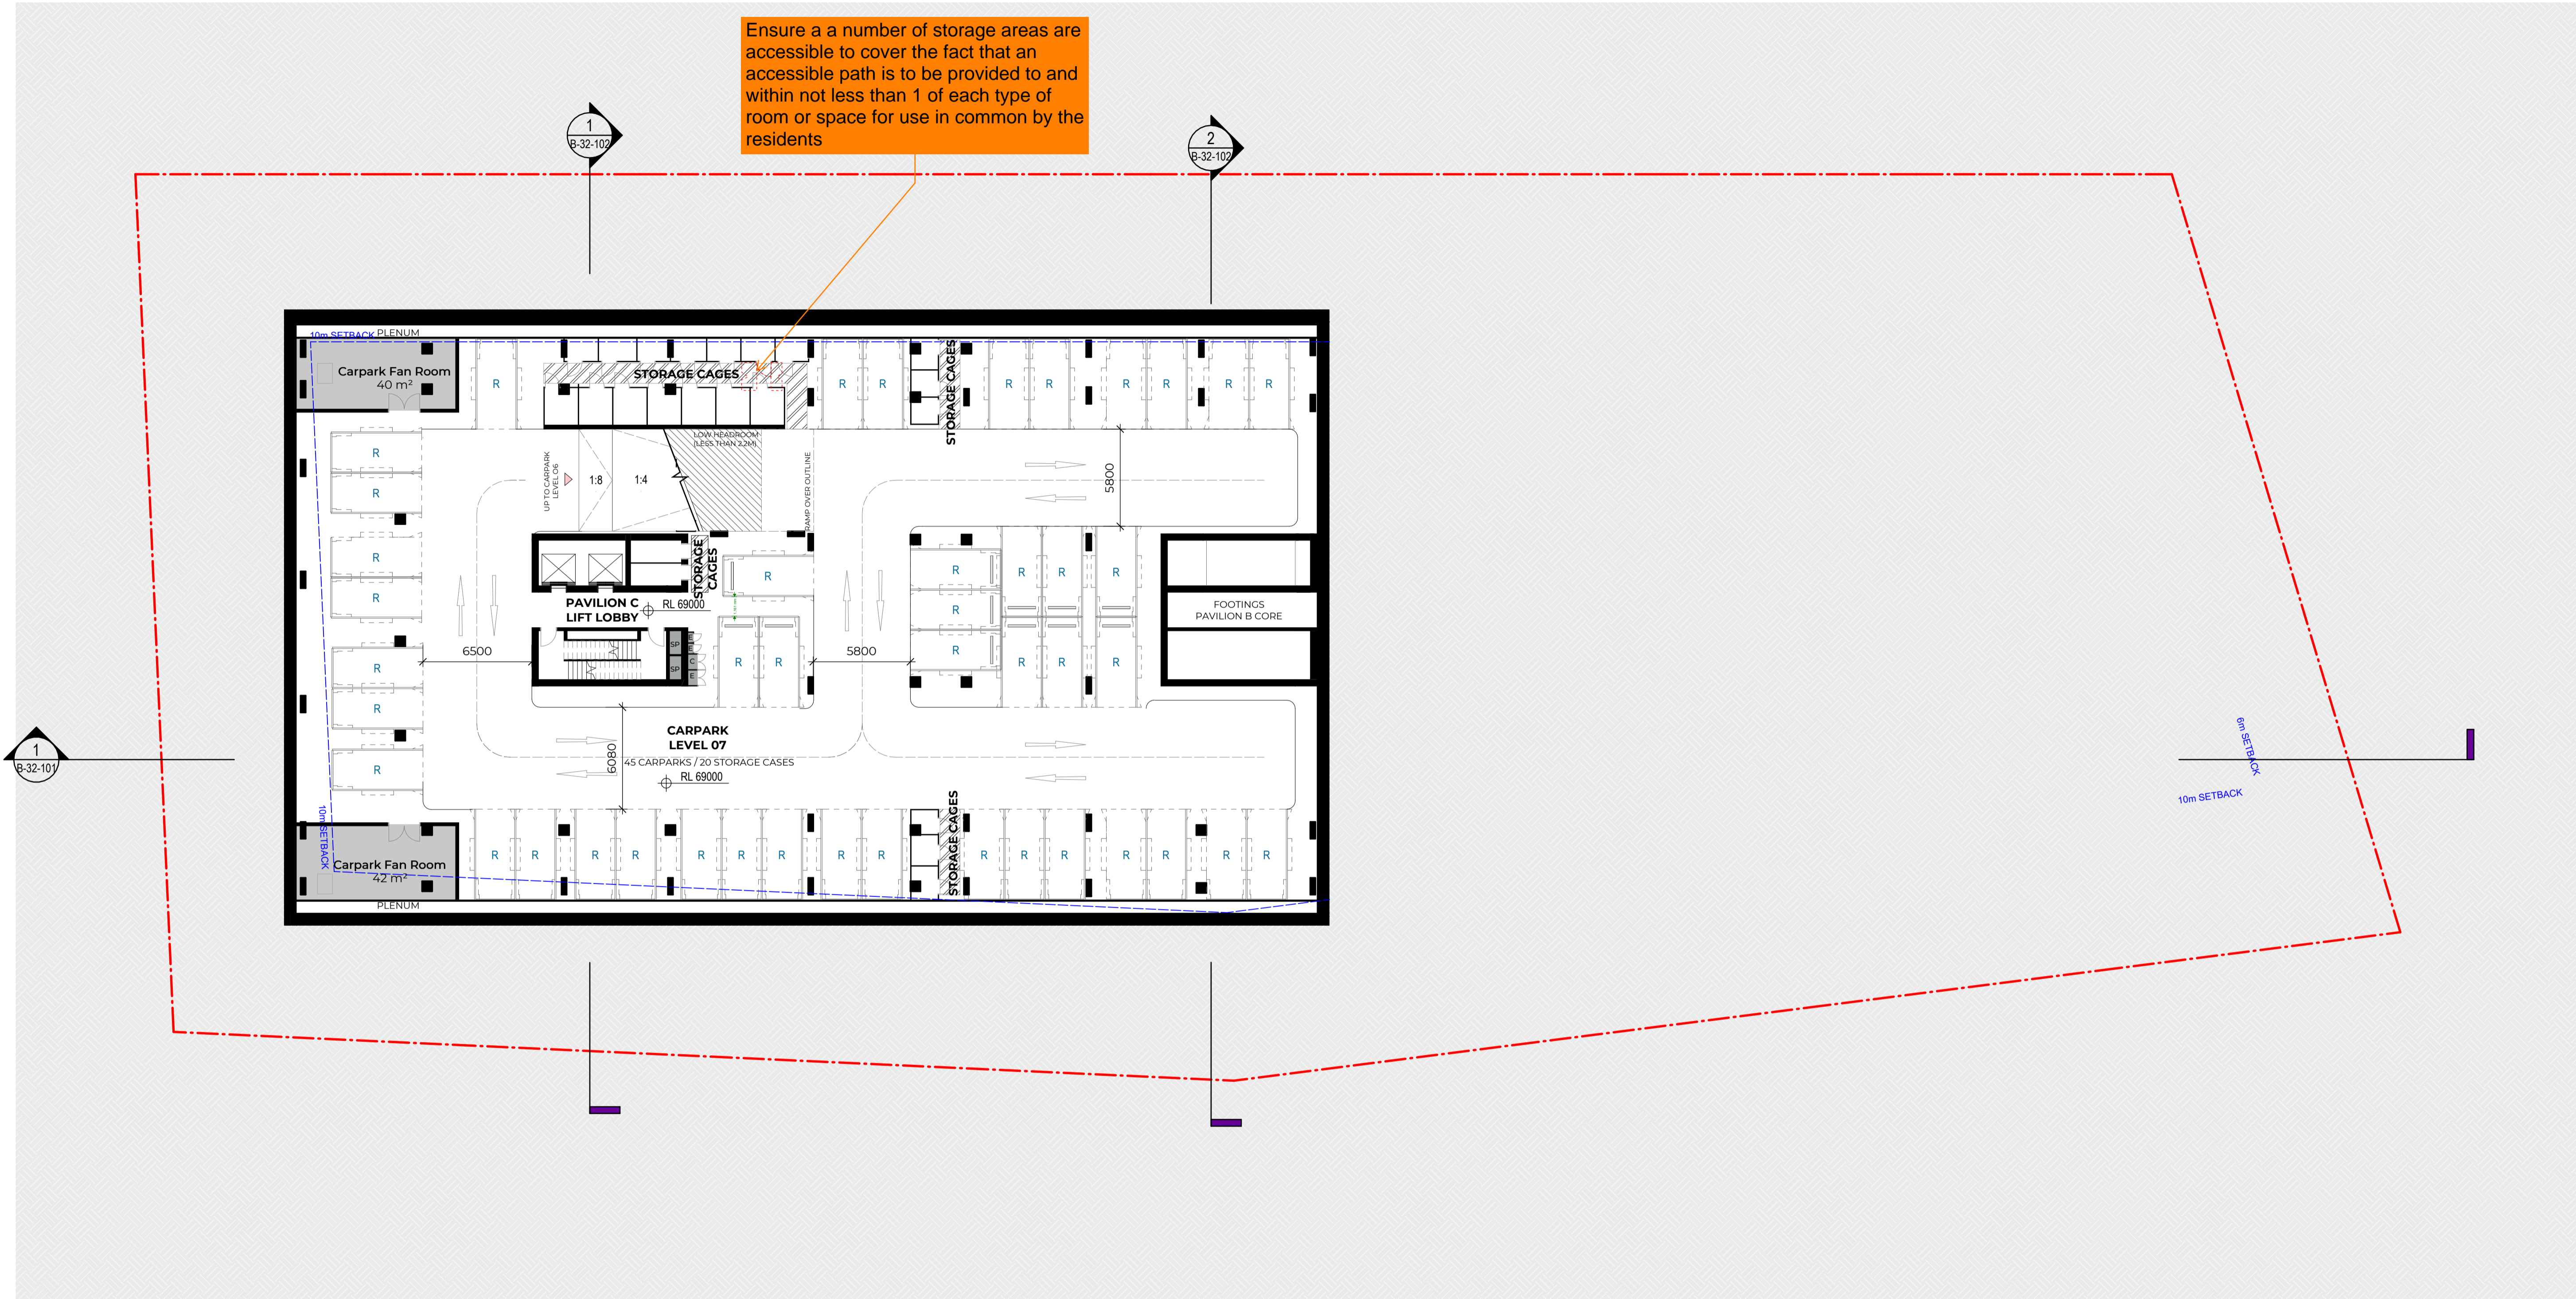 Ensure a a number of storage areas are
accessible to cover the fact that an
accessible path is to be provided to and
within not less than 1 of each type of
room or space for use in common by the
residents
1
B-32-102
2
B-32-102
10m SETBACK
PLENUM
Carpark Fan Room
40 m²
STORAGE CAGES
STORAGE CAGES
R
R
R
R
R
R
R
R
R
LOW HEADROOM
(LESS THAN 2.2M)
UP TO CARPARK
LEVEL 06
1:8
1:4
RAMP OVER OUTLINE
5800
R
R
R
R
R
R
R
STORAGE
CAGES
R
R
R
R
R
R
R
PAVILION C
LIFT LOBBY
RL 69000
FOOTINGS
PAVILION B CORE
SP
SP
E
C
E
R
R
R
R
R
R
6500
5800
CARPARK
LEVEL 07
45 CARPARKS / 20 STORAGE CASES
RL 69000
6080
1
B-32-101
10m SETBACK
Carpark Fan Room
42 m²
PLENUM
R
R
R
R
R
R
R
R
R
STORAGE CAGES
R
R
R
R
R
R
R
6m SETBACK
10m SETBACK